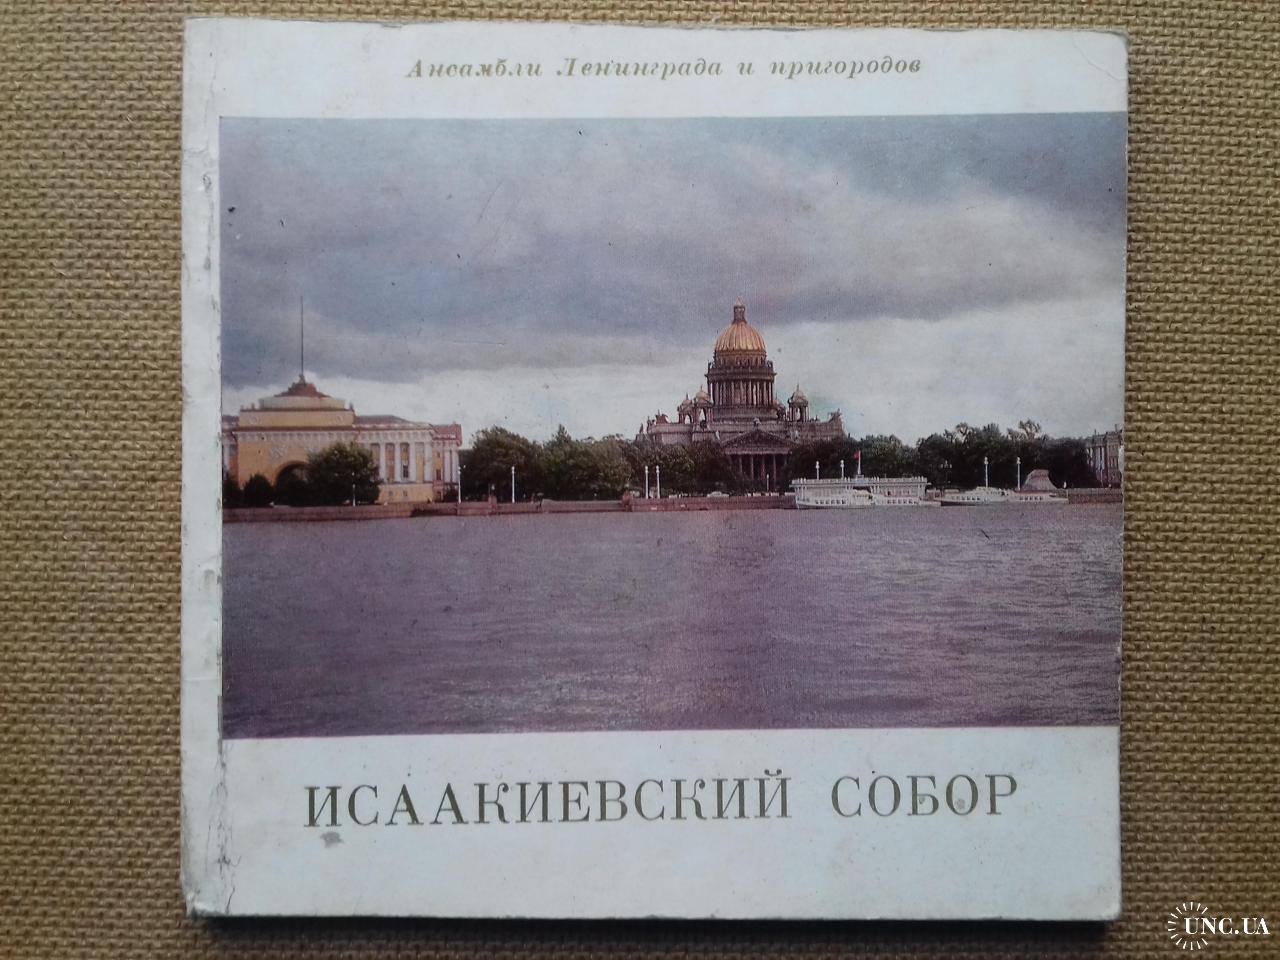 Ансамбли Ленинграда и пригородов
ИСААКИЕВСКИЙ СОБОР
UNC.UA